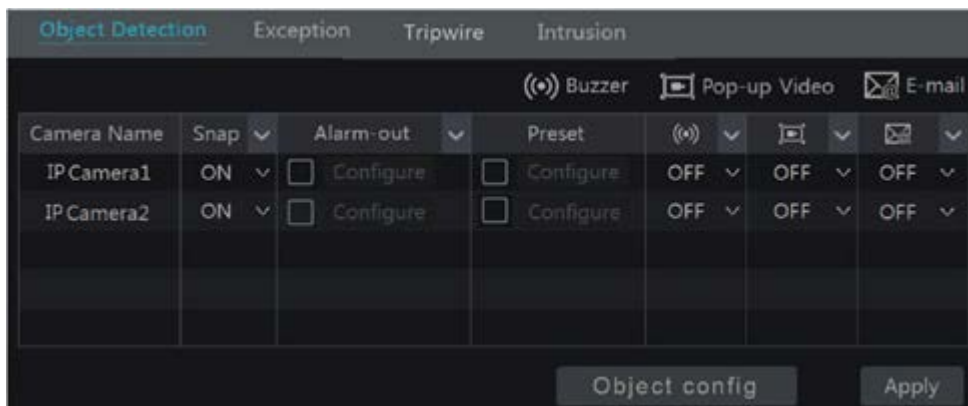 Object Detection Exception Tripwire Intrusion
Buzzer Pop-up Video E-mail
Camera Name Snap Alarm-out Preset
IP Camera1 ON Configure Configure OFF OFF OFF
IP Camera2 ON Configure Configure OFF OFF OFF
Object config Apply